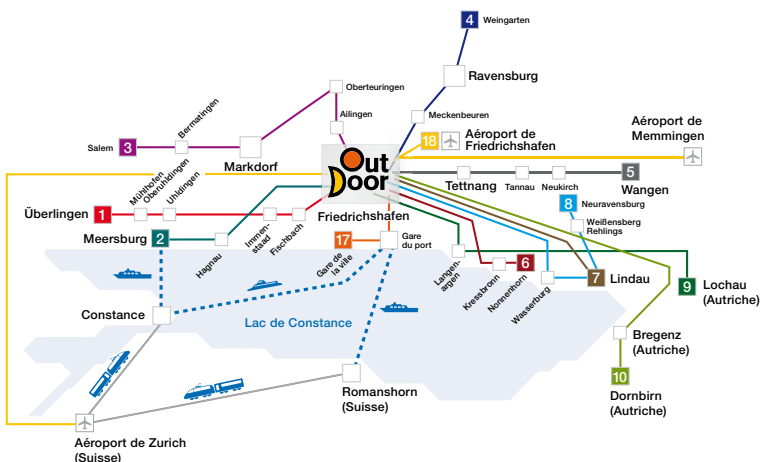 4 Weingarten
Ravensburg
Oberteuringen
Ailingen
Meckenbeuren
Bermatingen
Salem 3
Markdorf
18 Aéroport de
Friedrichshafen
Aéroport de
Memmingen
Out
Door
Friedrichshafen
Tettnang
Tannau
Neukirch
5
Wangen
Mühlhofen
Oberuhldingen
Uhldingen
Überlingen 1
Immen-
staad
Fischbach
8 Neuravensburg
Weißensberg
Rehlings
Meersburg 2
Hagnau
17
Gare de
la ville
Gare
du port
Langen-
argen
Kressbronn
6
Nonnenhorn
Wasserburg
7 Lindau
9 Lochau
(Autriche)
Constance
Lac de Constance
Bregenz
(Autriche)
10
Dornbirn
(Autriche)
Romanshorn
(Suisse)
Aéroport de Zurich
(Suisse)